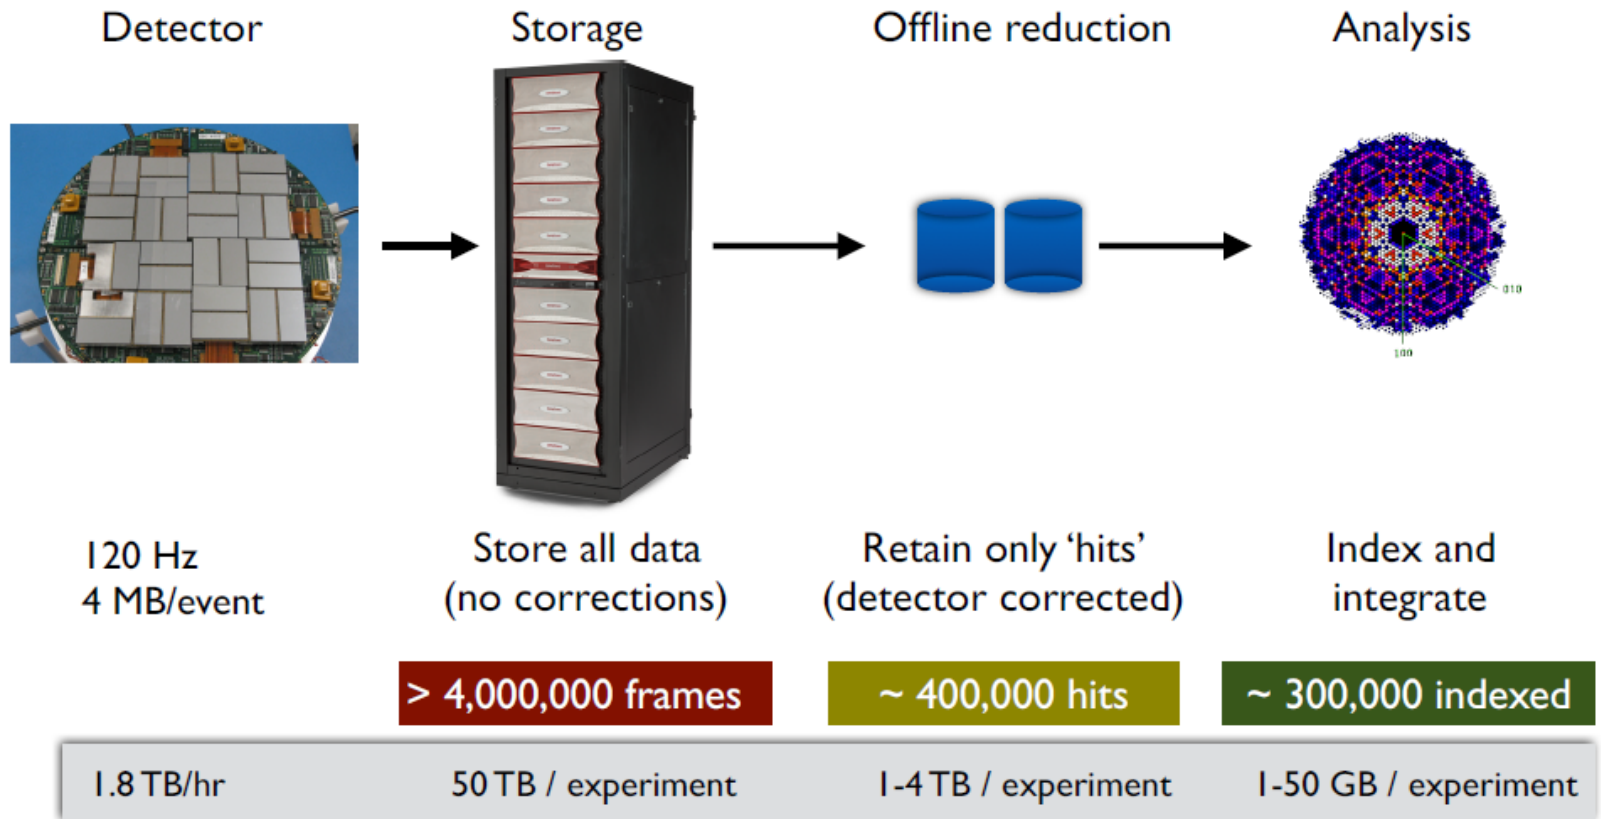 Detector
Storage
Offline reduction
Analysis
010
100
120 Hz
4 MB/event
Store all data
(no corrections)
Retain only ‘hits’
(detector corrected)
Index and
integrate
> 4,000,000 frames
~ 400,000 hits
~ 300,000 indexed
1.8 TB/hr
50 TB / experiment
1-4 TB / experiment
1-50 GB / experiment